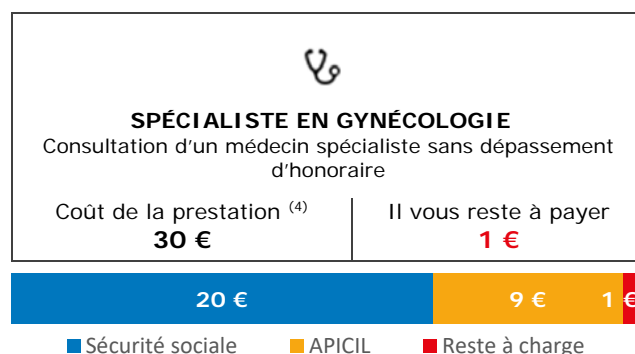 SPÉCIALISTE EN GYNÉCOLOGIE
Consultation d'un médecin spécialiste sans dépassement
d'honoraire
Coût de la prestation (4)
30 €
Il vous reste à payer
1 €
20 € 9 € 1 €
Sécurité sociale APICIL Reste à charge